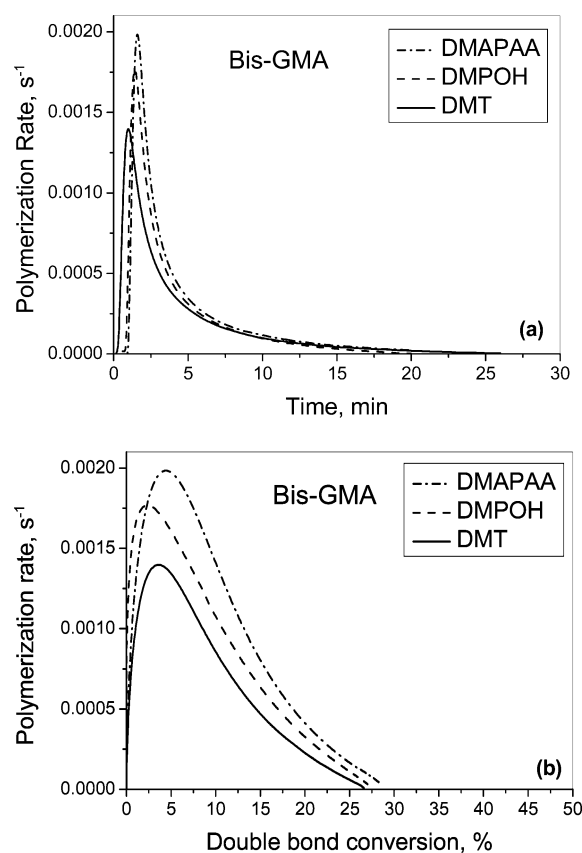 0.0020
0.0015
0.0010
0.0005
0.0000
Polymerization Rate, s⁻¹
Bis-GMA
DMAPAA
DMPOH
DMT
(a)
0 5 10 15 20 25 30
Time, min
0.0020
0.0015
0.0010
0.0005
0.0000
Polymerization rate, s⁻¹
Bis-GMA
DMAPAA
DMPOH
DMT
(b)
0 5 10 15 20 25 30 35 40 45 50
Double bond conversion, %